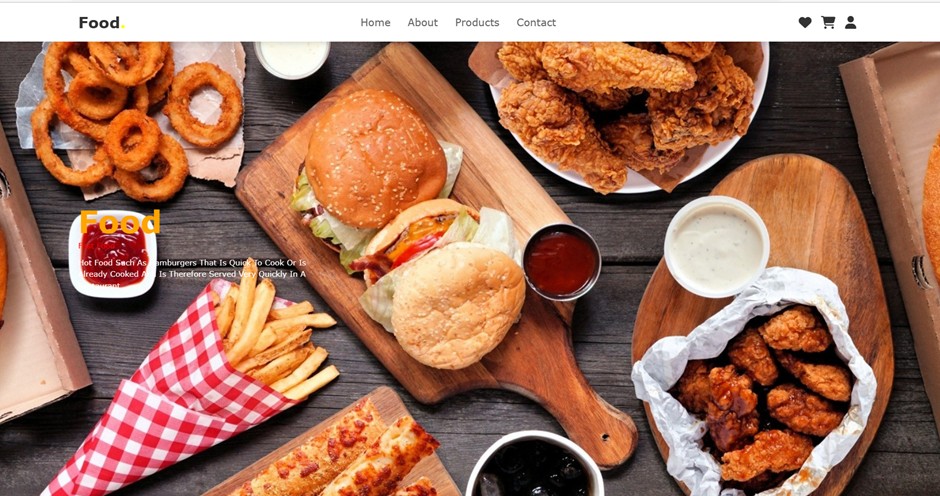 Food.
Home About Products Contact
Food
Hot Food Such As Hamburgers That Is Quick To Cook Or Is
Already Cooked And Is Therefore Served Very Quickly In A